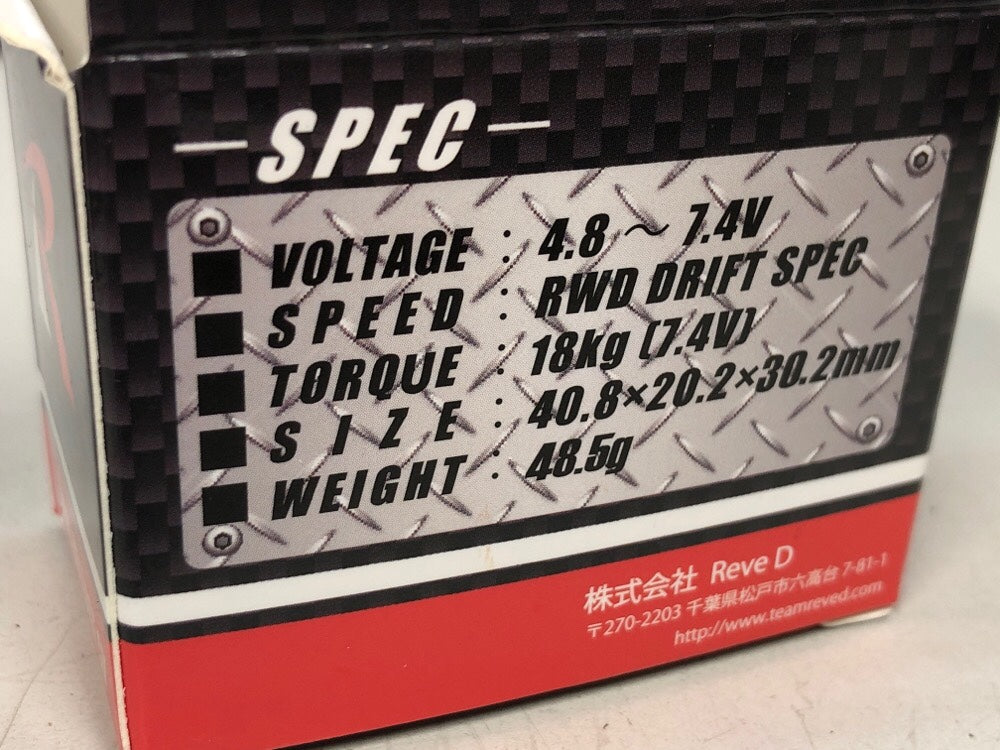 SPEC
VOLTAGE : 4.8 ～ 7.4V
SPEED : RWD DRIFT SPEC
TORQUE : 18kg (7.4V)
SIZE : 40.8×20.2×30.2mm
WEIGHT : 48.5g
株式会社 Reve D
〒270-2203 千葉県松戸市六高台 7-81-1
http://www.teamreved.com